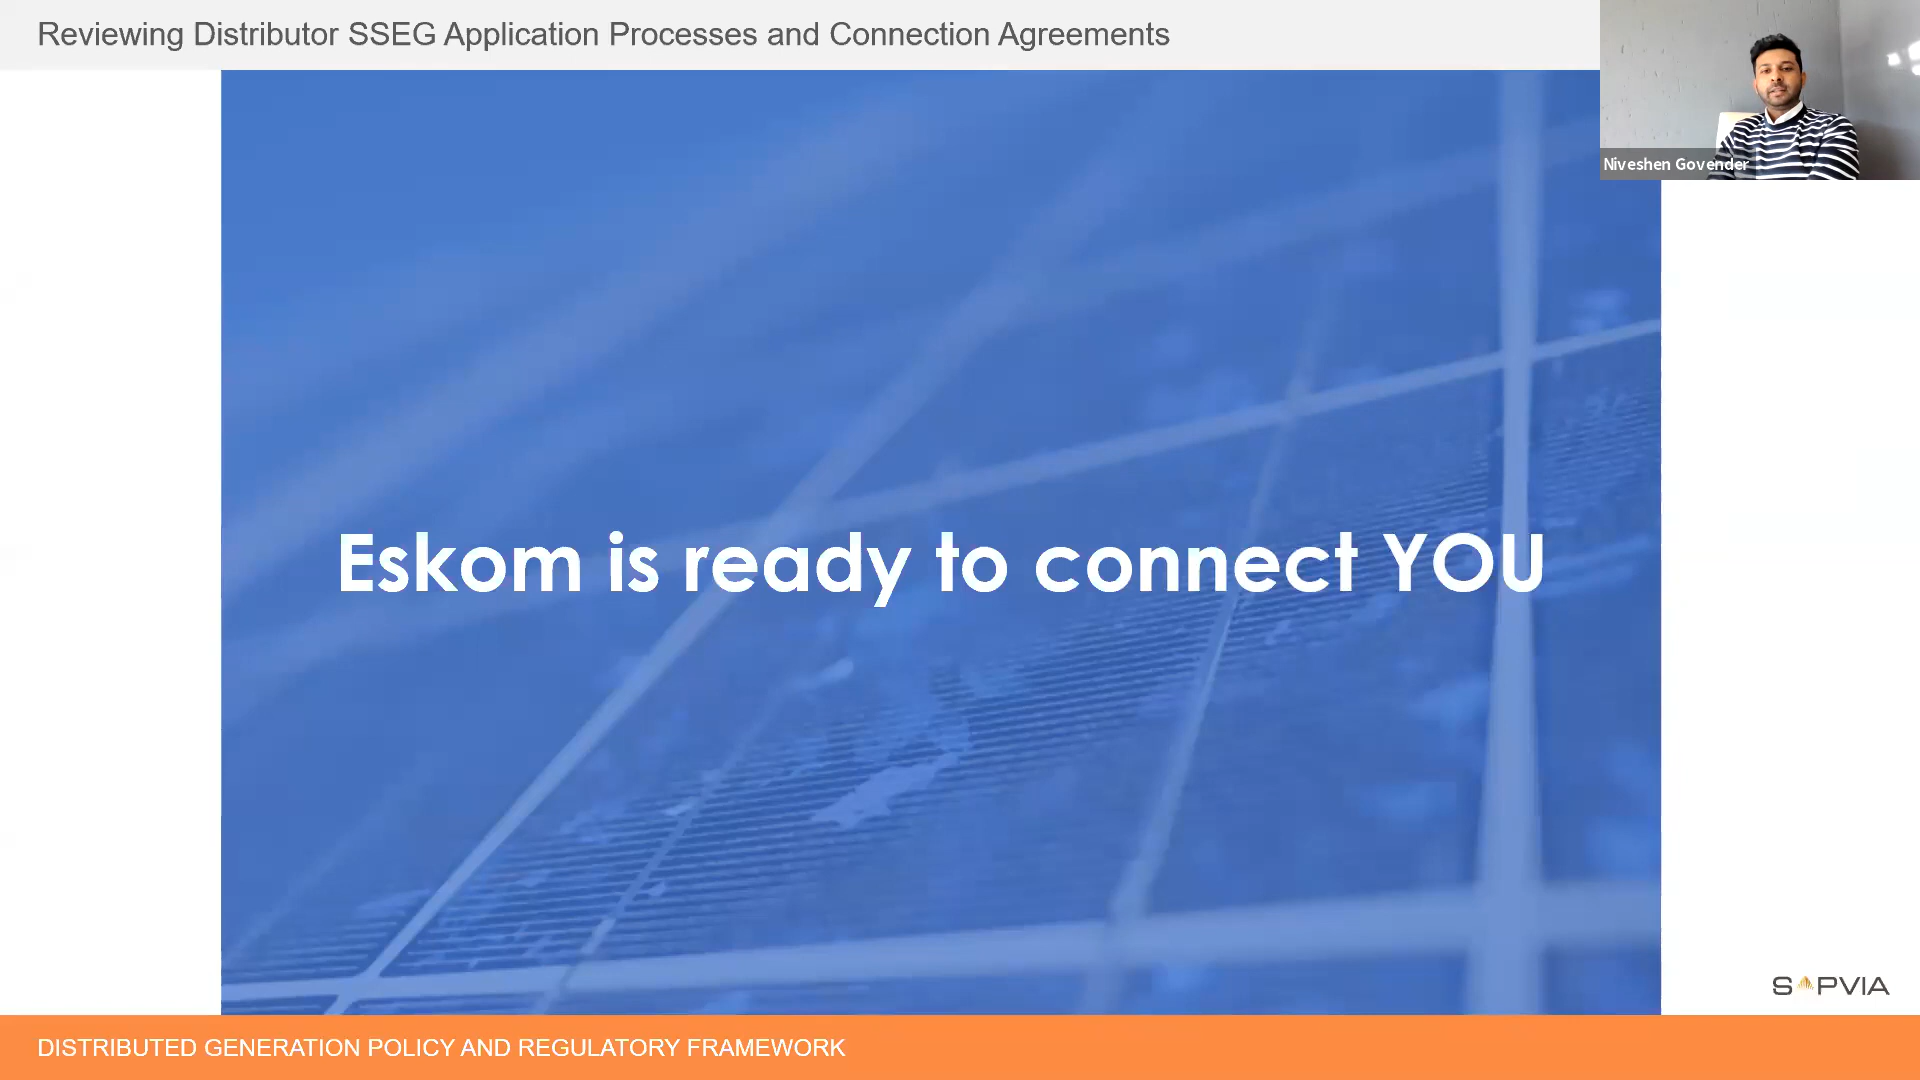 Reviewing Distributor SSEG Application Processes and Connection Agreements
Niveshen Govender
Eskom is ready to connect YOU
SAPVIA
DISTRIBUTED GENERATION POLICY AND REGULATORY FRAMEWORK